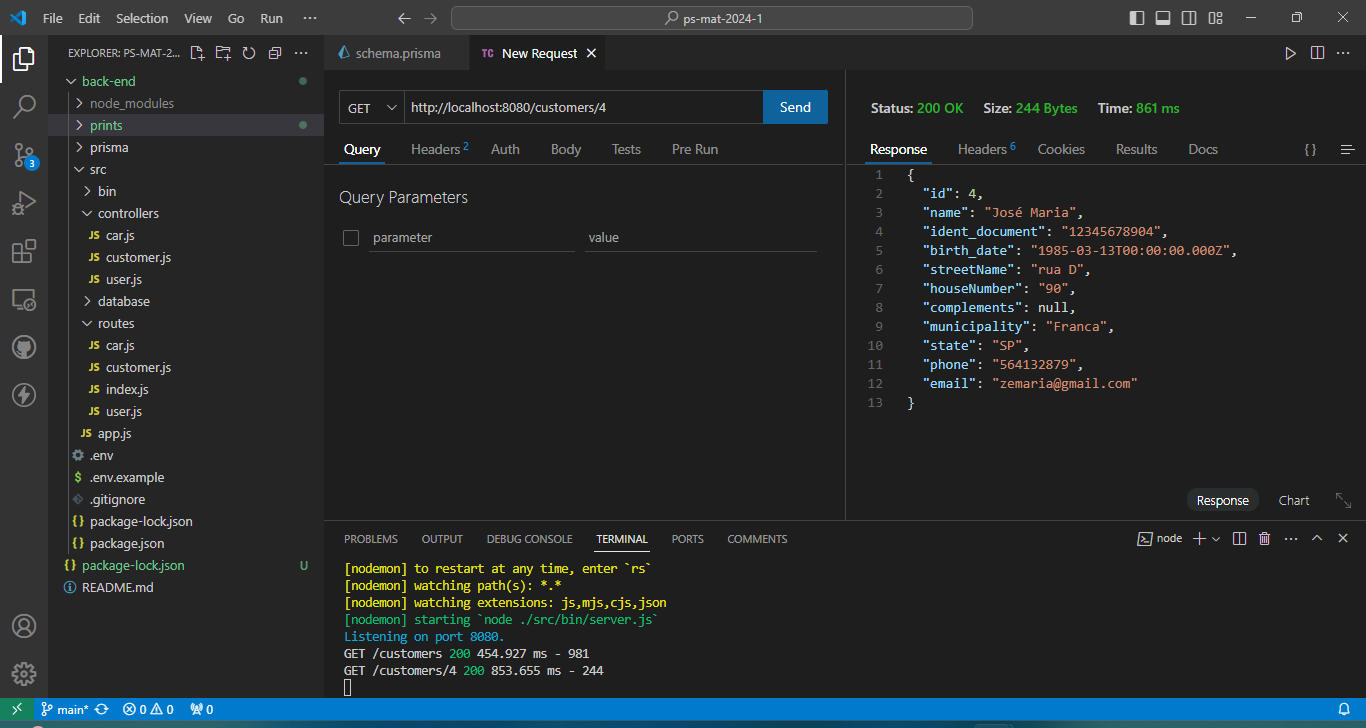 File Edit Selection View Go Run ··· ps-mat-2024-1
EXPLORER: PS-MAT-2... ···
back-end
node_modules
prints
prisma
src
bin
controllers
JS car.js
JS customer.js
JS user.js
database
routes
JS car.js
JS customer.js
JS index.js
JS user.js
JS app.js
.env
$ .env.example
.gitignore
{} package-lock.json
{} package.json
{} package-lock.json U
README.md
3
schema.prisma TC New Request
GET http://localhost:8080/customers/4 Send
Query Headers 2 Auth Body Tests Pre Run
Query Parameters
parameter value
Status: 200 OK Size: 244 Bytes Time: 861 ms
Response Headers 6 Cookies Results Docs {}
1 {
2 "id": 4,
3 "name": "José Maria",
4 "ident_document": "12345678904",
5 "birth_date": "1985-03-13T00:00:00.000Z",
6 "streetName": "rua D",
7 "houseNumber": "90",
8 "complements": null,
9 "municipality": "Franca",
10 "state": "SP",
11 "phone": "564132879",
12 "email": "zemaria@gmail.com"
13 }
Response Chart
PROBLEMS OUTPUT DEBUG CONSOLE TERMINAL PORTS COMMENTS node
[nodemon] to restart at any time, enter `rs`
[nodemon] watching path(s): *.*
[nodemon] watching extensions: js,mjs,cjs,json
[nodemon] starting `node ./src/bin/server.js`
Listening on port 8080.
GET /customers 200 454.927 ms - 981
GET /customers/4 200 853.655 ms - 244
main* 0 0 0